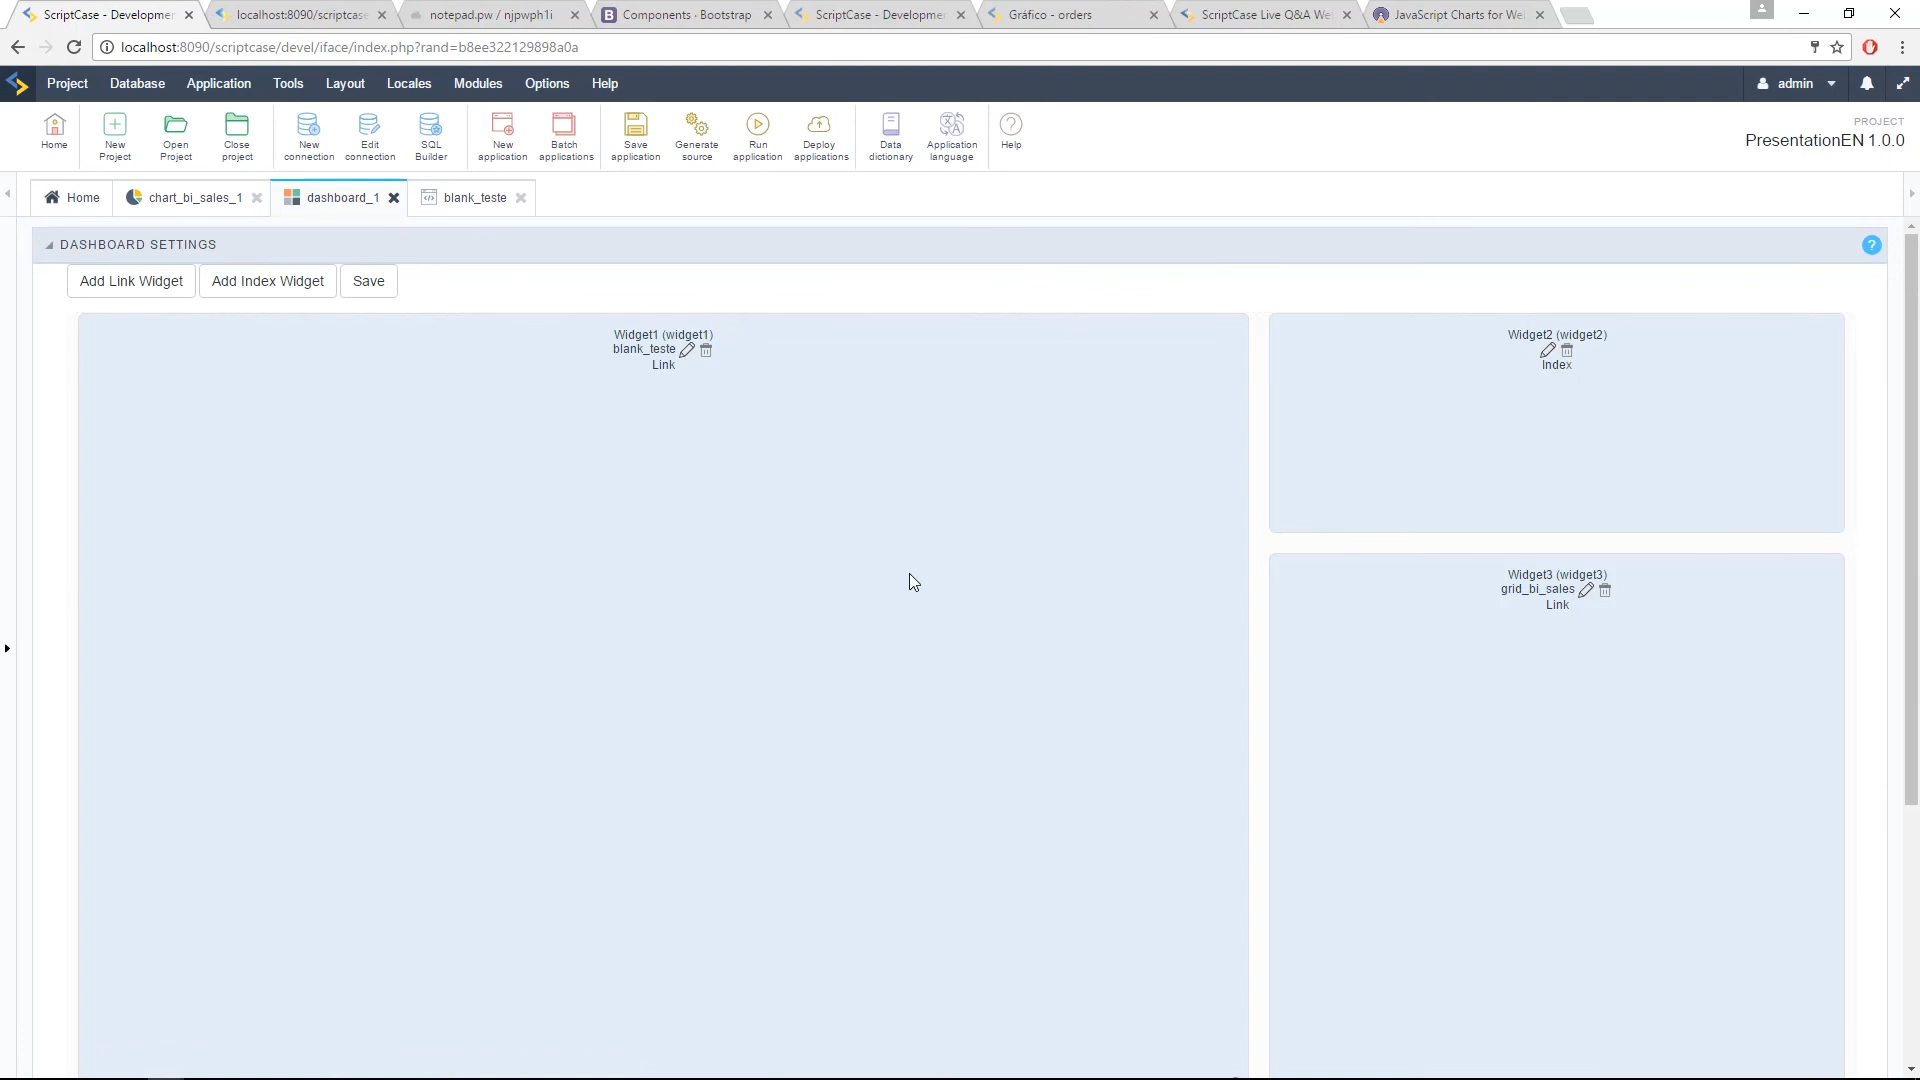 ScriptCase - Developmer
localhost:8090/scriptcase
notepad.pw / njpwph1i
Components · Bootstrap
ScriptCase - Developmer
Gráfico - orders
ScriptCase Live Q&A We
JavaScript Charts for We
localhost:8090/scriptcase/devel/iface/index.php?rand=b8ee322129898a0a
Project Database Application Tools Layout Locales Modules Options Help
admin
Home
New Project
Open Project
Close project
New connection
Edit connection
SQL Builder
New application
Batch applications
Save application
Generate source
Run application
Deploy applications
Data dictionary
Application language
Help
PROJECT
PresentationEN 1.0.0
Home
chart_bi_sales_1
dashboard_1
blank_teste
DASHBOARD SETTINGS
?
Add Link Widget
Add Index Widget
Save
Widget1 (widget1)
blank_teste
Link
Widget2 (widget2)
Index
Widget3 (widget3)
grid_bi_sales
Link